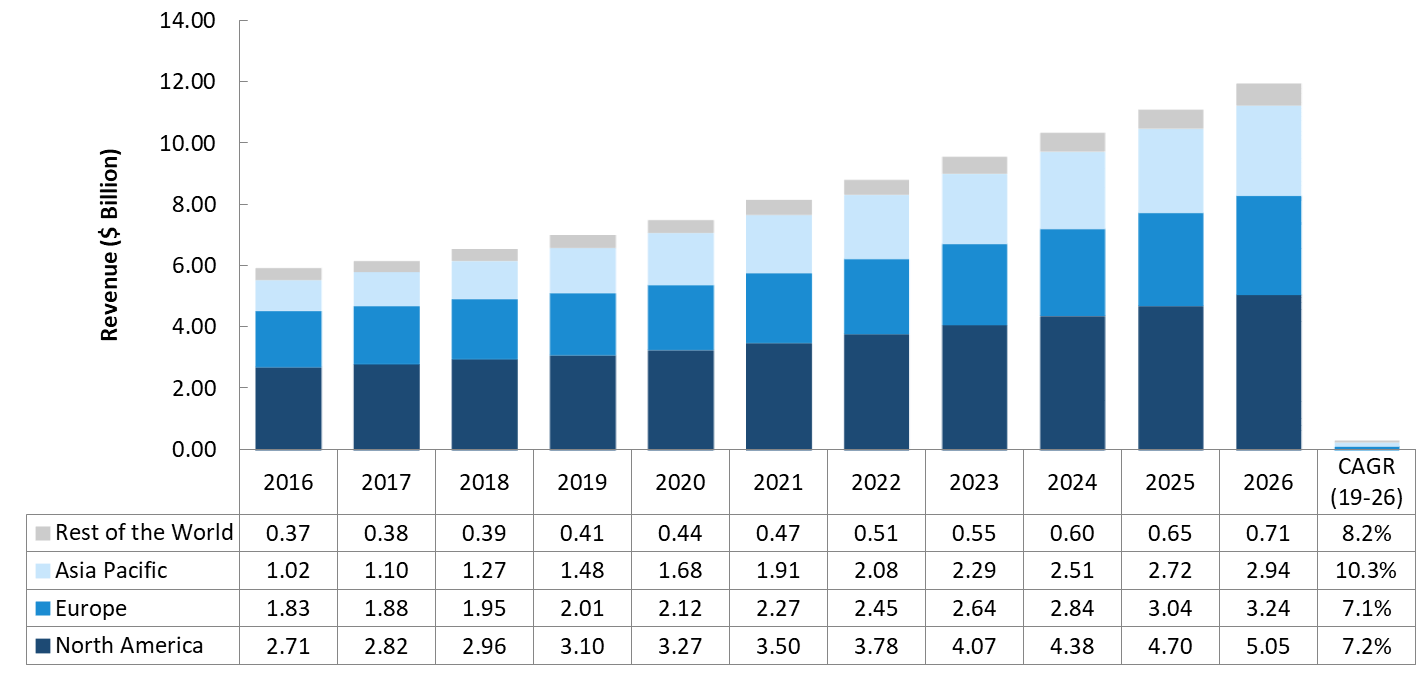 14.00
12.00
10.00
8.00
6.00
4.00
2.00
0.00
Revenue ($ Billion)
2016 2017 2018 2019 2020 2021 2022 2023 2024 2025 2026 CAGR
(19-26)
Rest of the World 0.37 0.38 0.39 0.41 0.44 0.47 0.51 0.55 0.60 0.65 0.71 8.2%
Asia Pacific 1.02 1.10 1.27 1.48 1.68 1.91 2.08 2.29 2.51 2.72 2.94 10.3%
Europe 1.83 1.88 1.95 2.01 2.12 2.27 2.45 2.64 2.84 3.04 3.24 7.1%
North America 2.71 2.82 2.96 3.10 3.27 3.50 3.78 4.07 4.38 4.70 5.05 7.2%